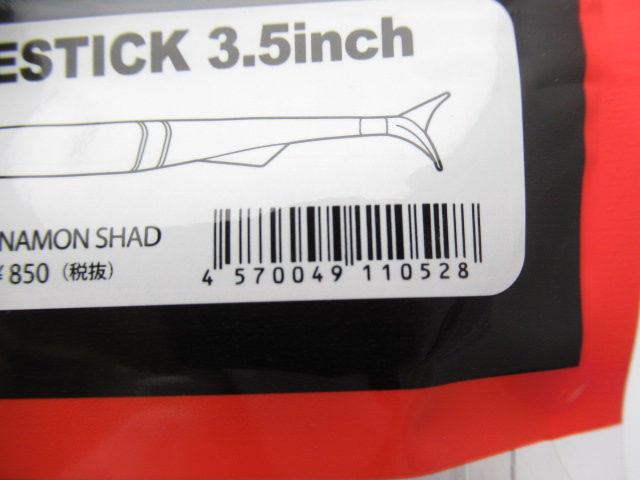 ESTICK 3.5inch
NAMON SHAD
¥850（税抜）
4 570049 110528